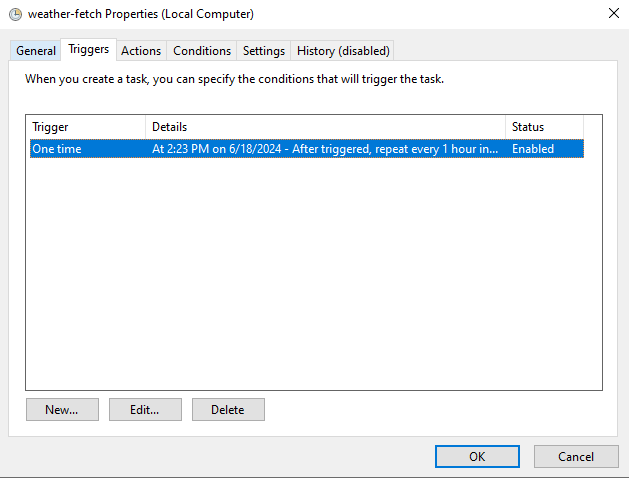 weather-fetch Properties (Local Computer)
General Triggers Actions Conditions Settings History (disabled)
When you create a task, you can specify the conditions that will trigger the task.
Trigger Details Status
One time At 2:23 PM on 6/18/2024 - After triggered, repeat every 1 hour in... Enabled
New... Edit... Delete
OK Cancel